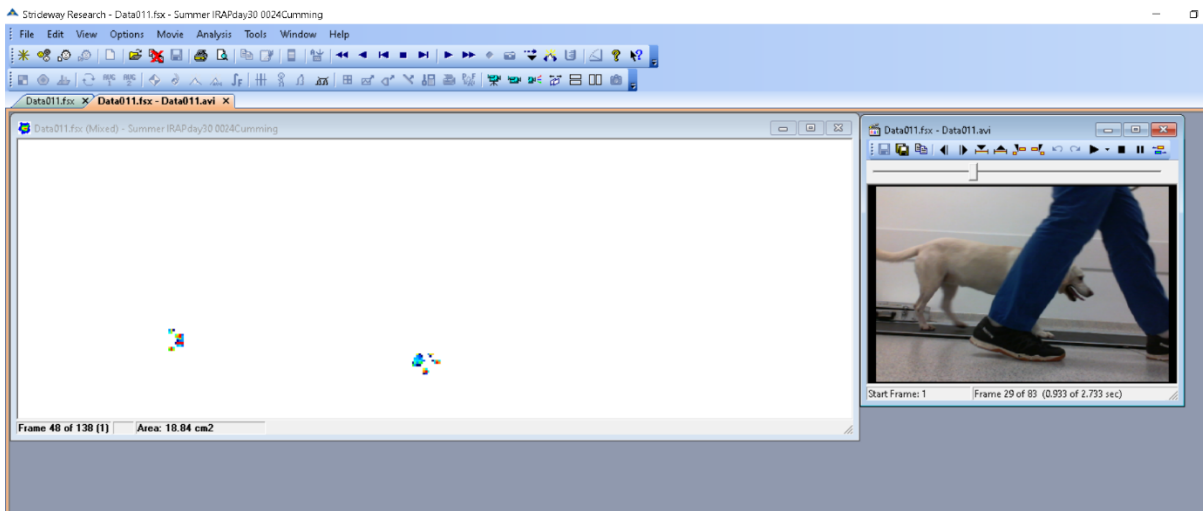 Strideway Research - Data011.fsx - Summer IRAPday30 0024Cumming
File Edit View Options Movie Analysis Tools Window Help
Data011.fsx Data011.fsx - Data011.avi
Data011.fsx (Mixed) - Summer IRAPday30 0024Cumming
Frame 48 of 138 (1) Area: 18.84 cm2
Data011.fsx - Data011.avi
Start Frame: 1 Frame 29 of 83 (0.933 of 2.733 sec)